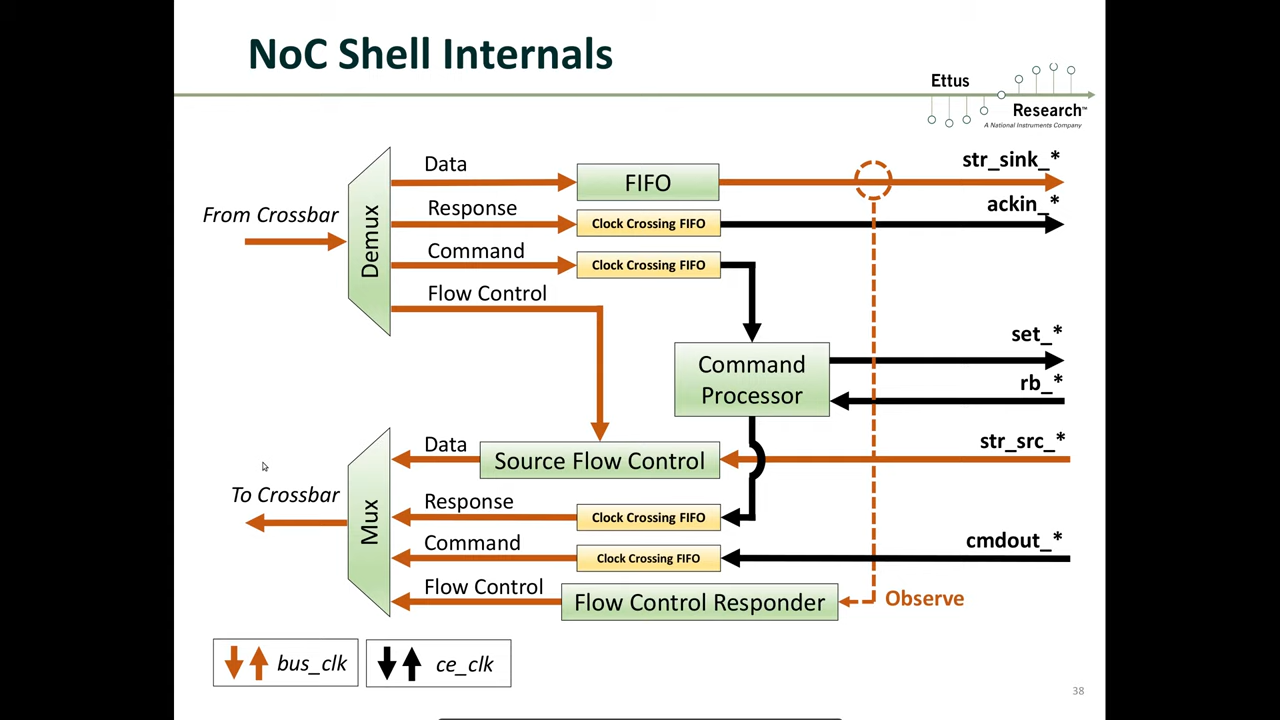 NoC Shell Internals
Ettus
Research™
A National Instruments Company
Data
FIFO
str_sink_*
From Crossbar
Response
Clock Crossing FIFO
ackin_*
Demux
Command
Clock Crossing FIFO
Flow Control
Command
Processor
set_*
rb_*
Data
Source Flow Control
str_src_*
To Crossbar
Mux
Response
Clock Crossing FIFO
Command
Clock Crossing FIFO
cmdout_*
Flow Control
Flow Control Responder
Observe
bus_clk
ce_clk
38